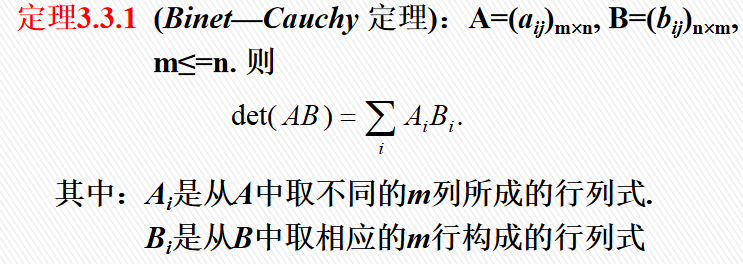 定理3.3.1 (Binet—Cauchy 定理)：A=(aij)m×n, B=(bij)n×m,
m≤=n. 则
det( AB ) = ∑ AiBi.
i
其中：Ai是从A中取不同的m列所成的行列式.
Bi是从B中取相应的m行构成的行列式